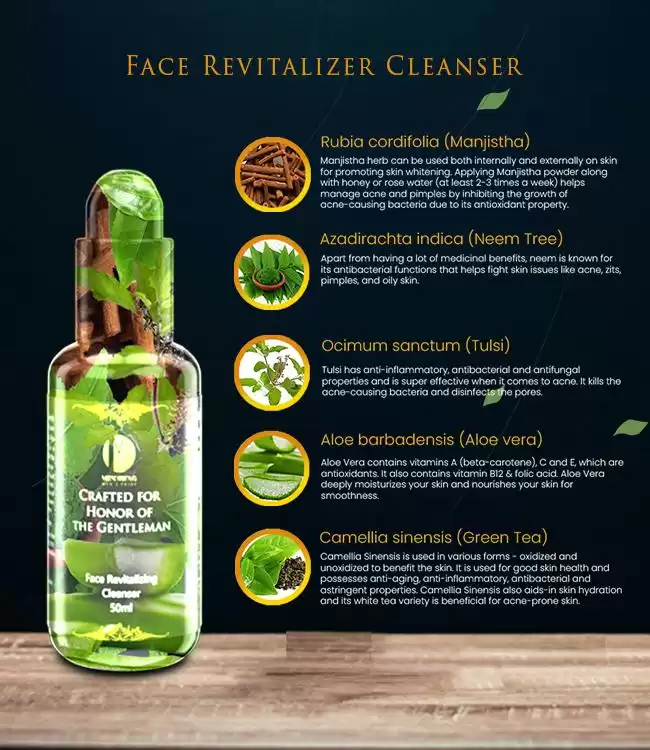 FACE REVITALIZER CLEANSER
Rubia cordifolia (Manjistha)
Manjistha herb can be used both internally and externally on skin
for promoting skin whitening. Applying Manjistha powder along
with honey or rose water (at least 2-3 times a week) helps
manage acne and pimples by inhibiting the growth of
acne-causing bacteria due to its antioxidant property.
Azadirachta indica (Neem Tree)
Apart from having a lot of medicinal benefits, neem is known for
its antibacterial functions that helps fight skin issues like acne, zits,
pimples, and oily skin.
Ocimum sanctum (Tulsi)
Tulsi has anti-inflammatory, antibacterial and antifungal
properties and is super effective when it comes to acne. It kills the
acne-causing bacteria and disinfects the pores.
Aloe barbadensis (Aloe vera)
Aloe Vera contains vitamins A (beta-carotene), C and E, which are
antioxidants. It also contains vitamin B12 & folic acid. Aloe Vera
deeply moisturizes your skin and nourishes your skin for
smoothness.
Camellia sinensis (Green Tea)
Camellia Sinensis is used in various forms - oxidized and
unoxidized to benefit the skin. It is used for good skin health and
possesses anti-aging, anti-inflammatory, antibacterial and
astringent properties. Camellia Sinensis also aids-in skin hydration
and its white tea variety is beneficial for acne-prone skin.
CRAFTED FOR
HONOR OF
THE GENTLEMAN
Face Revitalizing
Cleanser
50ml